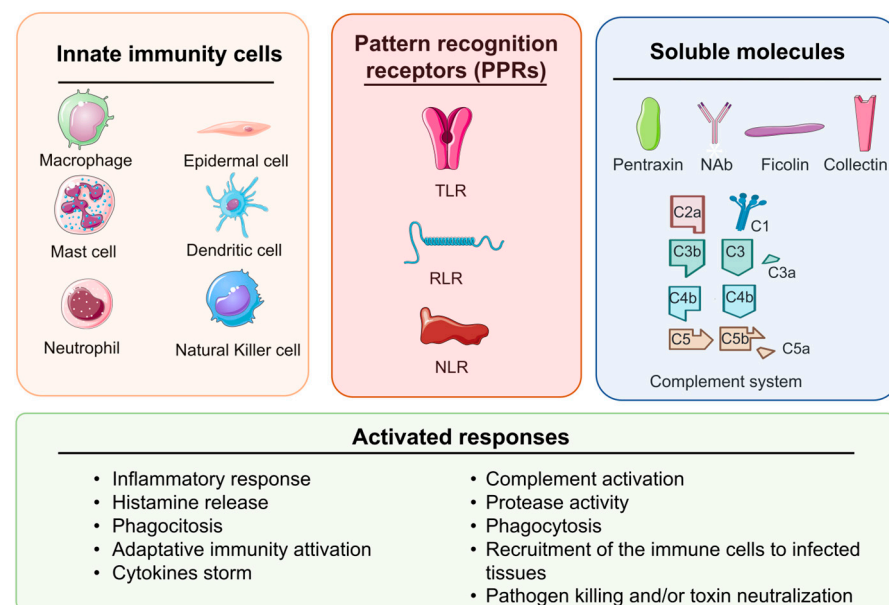 Innate immunity cells
Macrophage
Epidermal cell
Mast cell
Dendritic cell
Neutrophil
Natural Killer cell
Pattern recognition
receptors (PPRs)
TLR
RLR
NLR
Soluble molecules
Pentraxin
NAb
Ficolin
Collectin
C2a
C1
C3b
C3
C3a
C4b
C4b
C5
C5b
C5a
Complement system
Activated responses
• Inflammatory response
• Histamine release
• Phagocitosis
• Adaptative immunity attivation
• Cytokines storm
• Complement activation
• Protease activity
• Phagocytosis
• Recruitment of the immune cells to infected
tissues
• Pathogen killing and/or toxin neutralization